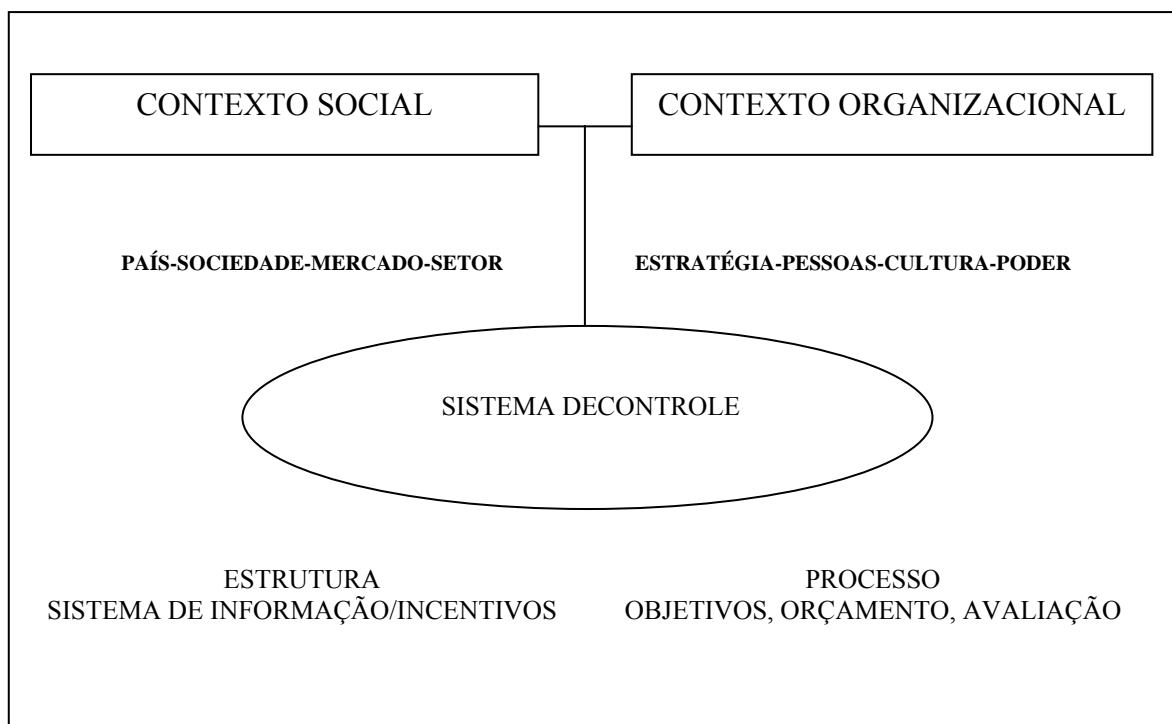 CONTEXTO SOCIAL
CONTEXTO ORGANIZACIONAL
PAÍS-SOCIEDADE-MERCADO-SETOR
ESTRATÉGIA-PESSOAS-CULTURA-PODER
SISTEMA DECONTROLE
ESTRUTURA
SISTEMA DE INFORMAÇÃO/INCENTIVOS
PROCESSO
OBJETIVOS, ORÇAMENTO, AVALIAÇÃO